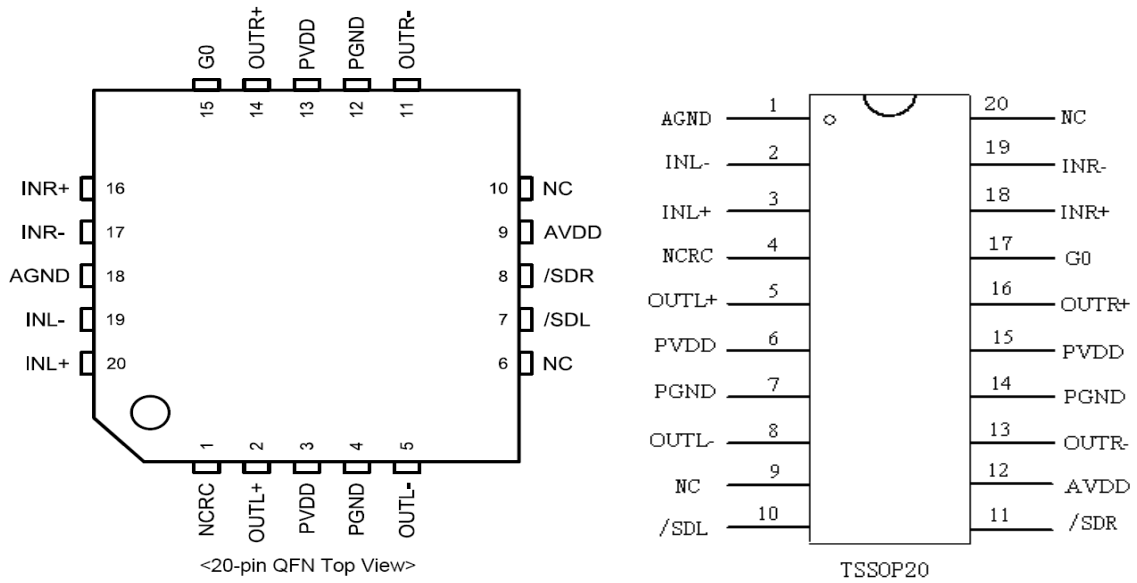 G0 OUTR+ PVDD PGND OUTR-
15 14 13 12 11
INR+ 16 10 NC
INR- 17 9 AVDD
AGND 18 8 /SDR
INL- 19 7 /SDL
INL+ 20 6 NC
1 2 3 4 5
NCRC OUTL+ PVDD PGND OUTL-
<20-pin QFN Top View>
AGND 1 20 NC
INL- 2 19 INR-
INL+ 3 18 INR+
NCRC 4 17 G0
OUTL+ 5 16 OUTR+
PVDD 6 15 PVDD
PGND 7 14 PGND
OUTL- 8 13 OUTR-
NC 9 12 AVDD
/SDL 10 11 /SDR
TSSOP20